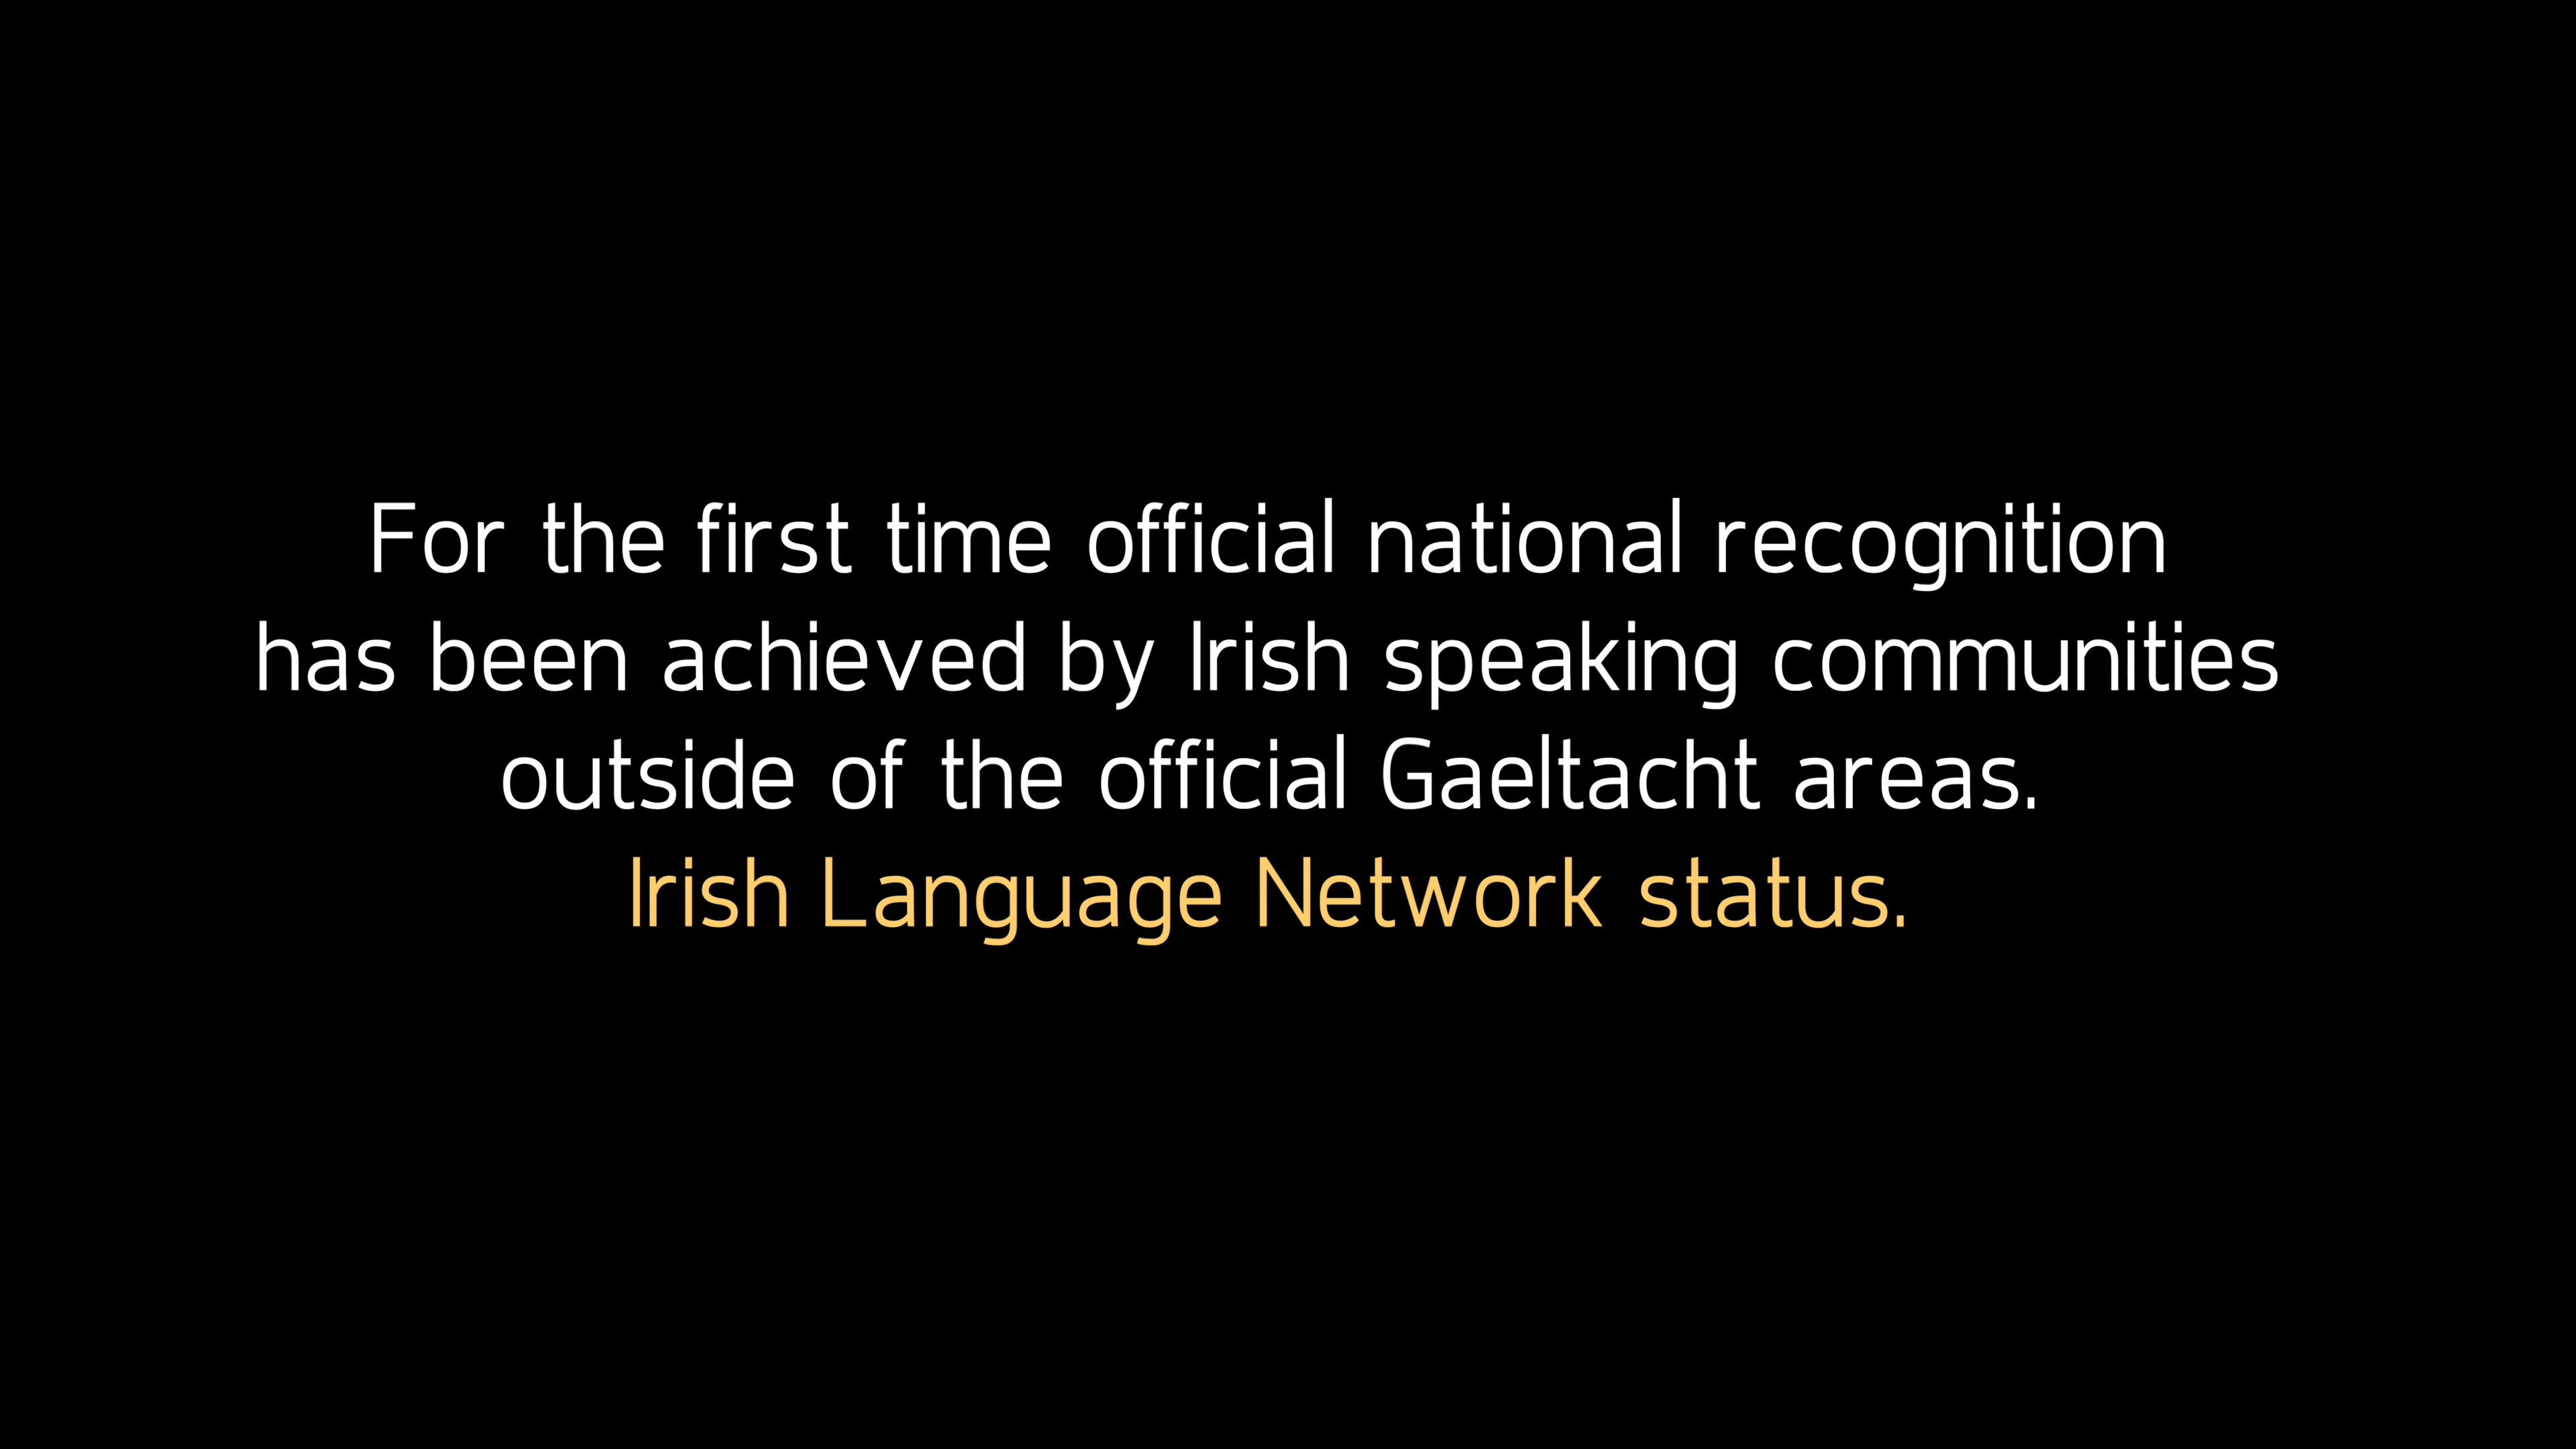 For the first time official national recognition
has been achieved by Irish speaking communities
outside of the official Gaeltacht areas.
Irish Language Network status.